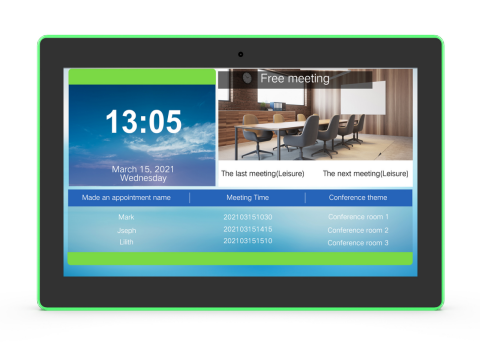 Free meeting
13:05
March 15, 2021
Wednesday
The last meeting(Leisure) The next meeting(Leisure)
Made an appointment name Meeting Time Conference theme
Mark 202103151030 Conference room 1
Jseph 202103151415 Conference room 2
Lilith 202103151510 Conference room 3